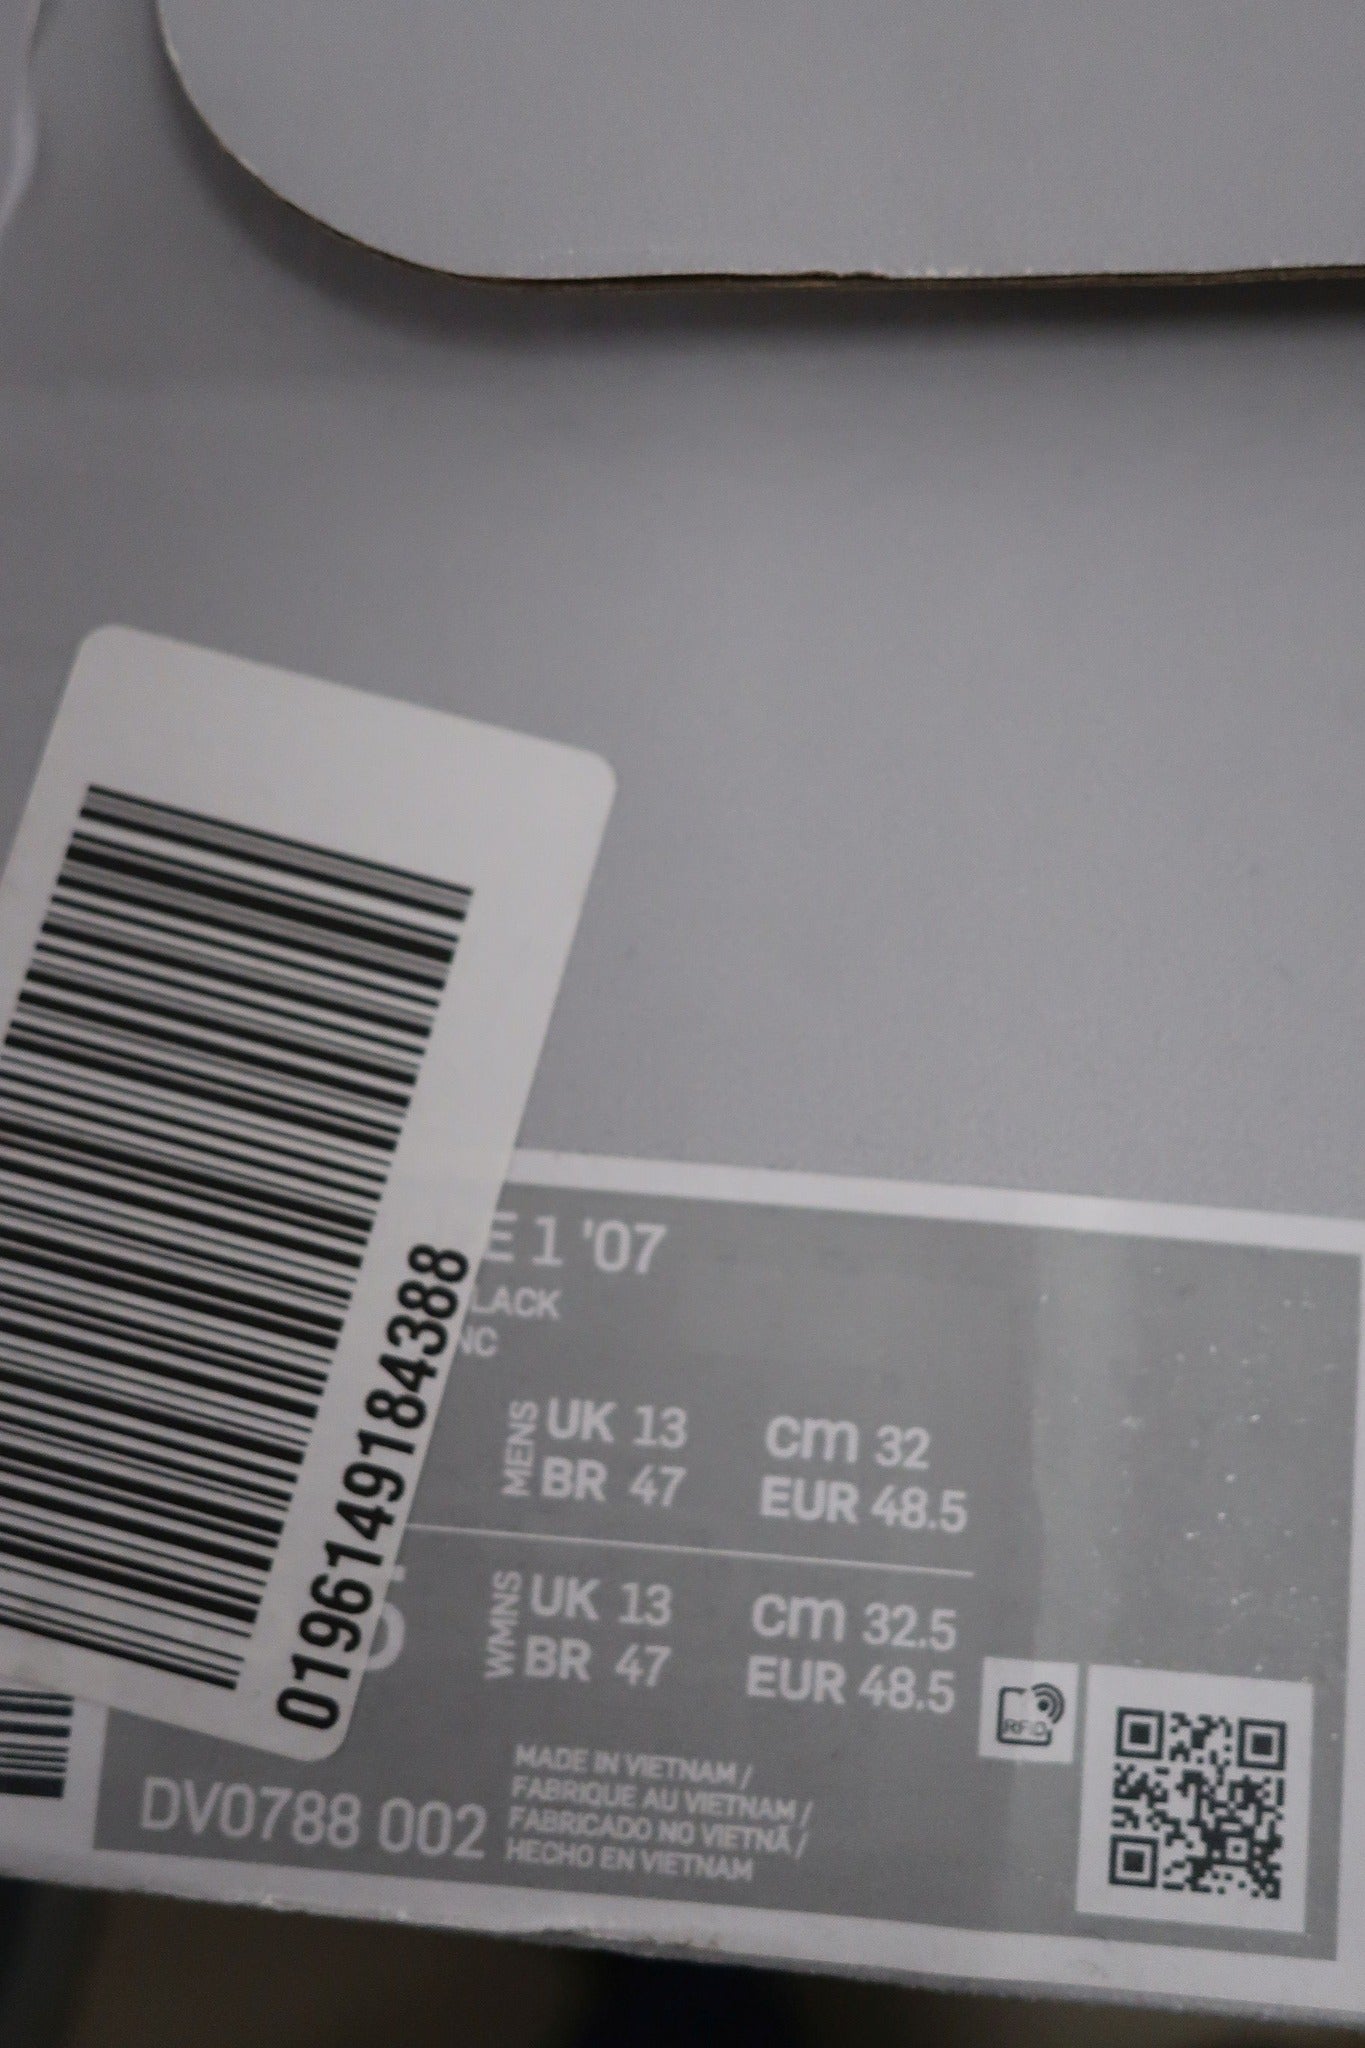 0196149184388
E 1 '07
LACK
NC
MENS
UK 13 cm 32
BR 47 EUR 48.5
WMNS
UK 13 cm 32.5
BR 47 EUR 48.5
RFID
MADE IN VIETNAM /
FABRIQUE AU VIETNAM /
FABRICADO NO VIETNÃ /
HECHO EN VIETNAM
DV0788 002